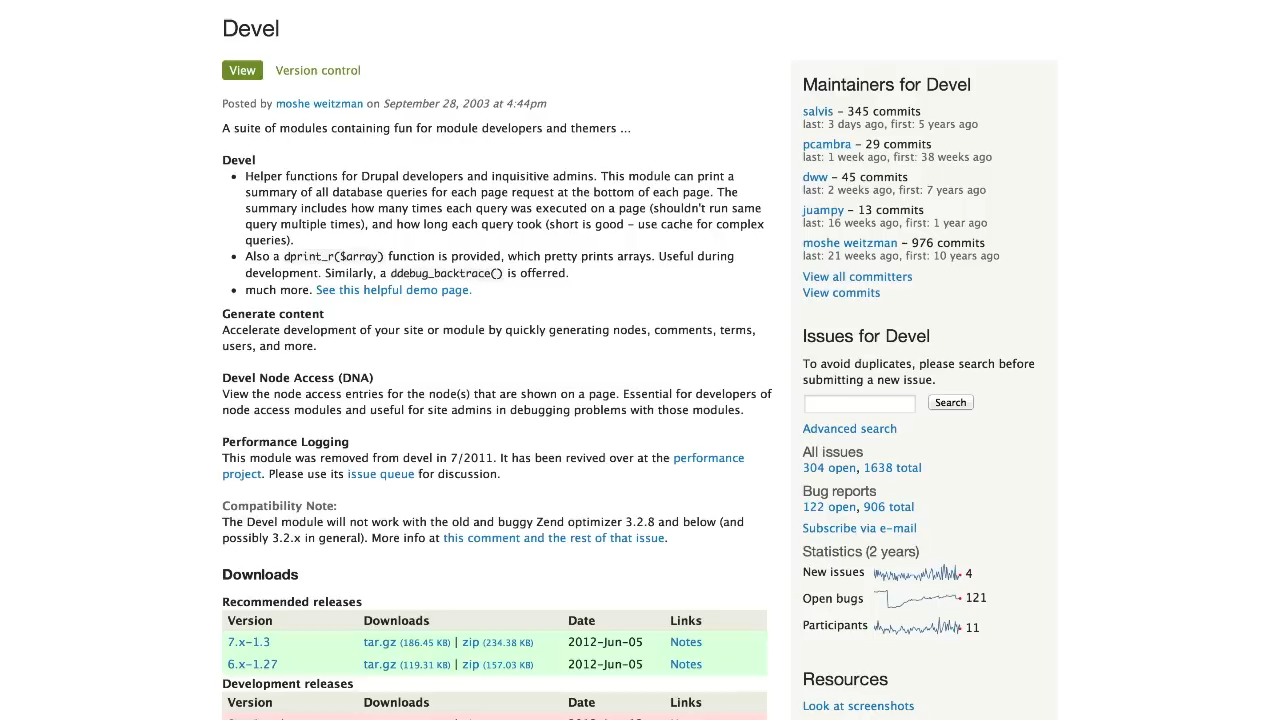 Devel
View Version control
Posted by moshe weitzman on September 28, 2003 at 4:44pm
A suite of modules containing fun for module developers and themers ...
Devel
• Helper functions for Drupal developers and inquisitive admins. This module can print a
summary of all database queries for each page request at the bottom of each page. The
summary includes how many times each query was executed on a page (shouldn't run same
query multiple times), and how long each query took (short is good - use cache for complex
queries).
• Also a dprint_r($array) function is provided, which pretty prints arrays. Useful during
development. Similarly, a ddebug_backtrace() is offerred.
• much more. See this helpful demo page.
Generate content
Accelerate development of your site or module by quickly generating nodes, comments, terms,
users, and more.
Devel Node Access (DNA)
View the node access entries for the node(s) that are shown on a page. Essential for developers of
node access modules and useful for site admins in debugging problems with those modules.
Performance Logging
This module was removed from devel in 7/2011. It has been revived over at the performance
project. Please use its issue queue for discussion.
Compatibility Note:
The Devel module will not work with the old and buggy Zend optimizer 3.2.8 and below (and
possibly 3.2.x in general). More info at this comment and the rest of that issue.
Downloads
Recommended releases
Version Downloads Date Links
7.x-1.3 tar.gz (186.45 KB) | zip (234.38 KB) 2012-Jun-05 Notes
6.x-1.27 tar.gz (119.31 KB) | zip (157.03 KB) 2012-Jun-05 Notes
Development releases
Version Downloads Date Links
Maintainers for Devel
salvis - 345 commits
last: 3 days ago, first: 5 years ago
pcambra - 29 commits
last: 1 week ago, first: 38 weeks ago
dww - 45 commits
last: 2 weeks ago, first: 7 years ago
juampy - 13 commits
last: 16 weeks ago, first: 1 year ago
moshe weitzman - 976 commits
last: 21 weeks ago, first: 10 years ago
View all committers
View commits
Issues for Devel
To avoid duplicates, please search before
submitting a new issue.
Search
Advanced search
All issues
304 open, 1638 total
Bug reports
122 open, 906 total
Subscribe via e-mail
Statistics (2 years)
New issues 4
Open bugs 121
Participants 11
Resources
Look at screenshots